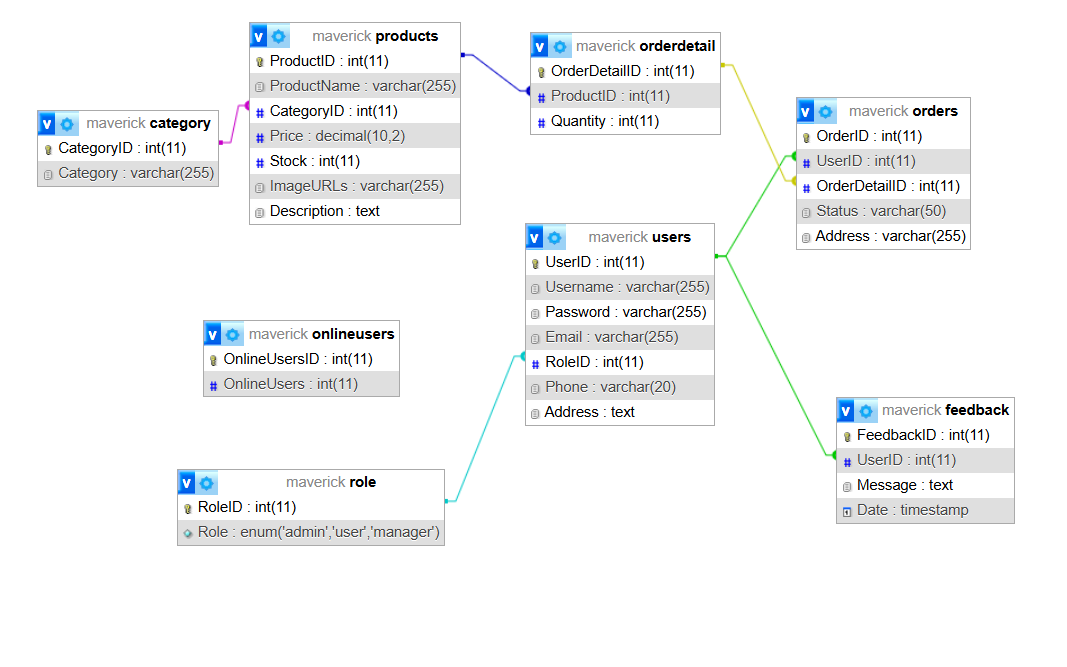 maverick products
ProductID : int(11)
ProductName : varchar(255)
CategoryID : int(11)
Price : decimal(10,2)
Stock : int(11)
ImageURLs : varchar(255)
Description : text
maverick orderdetail
OrderDetailID : int(11)
ProductID : int(11)
Quantity : int(11)
maverick category
CategoryID : int(11)
Category : varchar(255)
maverick orders
OrderID : int(11)
UserID : int(11)
OrderDetailID : int(11)
Status : varchar(50)
Address : varchar(255)
maverick users
UserID : int(11)
Username : varchar(255)
Password : varchar(255)
Email : varchar(255)
RoleID : int(11)
Phone : varchar(20)
Address : text
maverick onlineusers
OnlineUsersID : int(11)
OnlineUsers : int(11)
maverick feedback
FeedbackID : int(11)
UserID : int(11)
Message : text
Date : timestamp
maverick role
RoleID : int(11)
Role : enum('admin','user','manager')